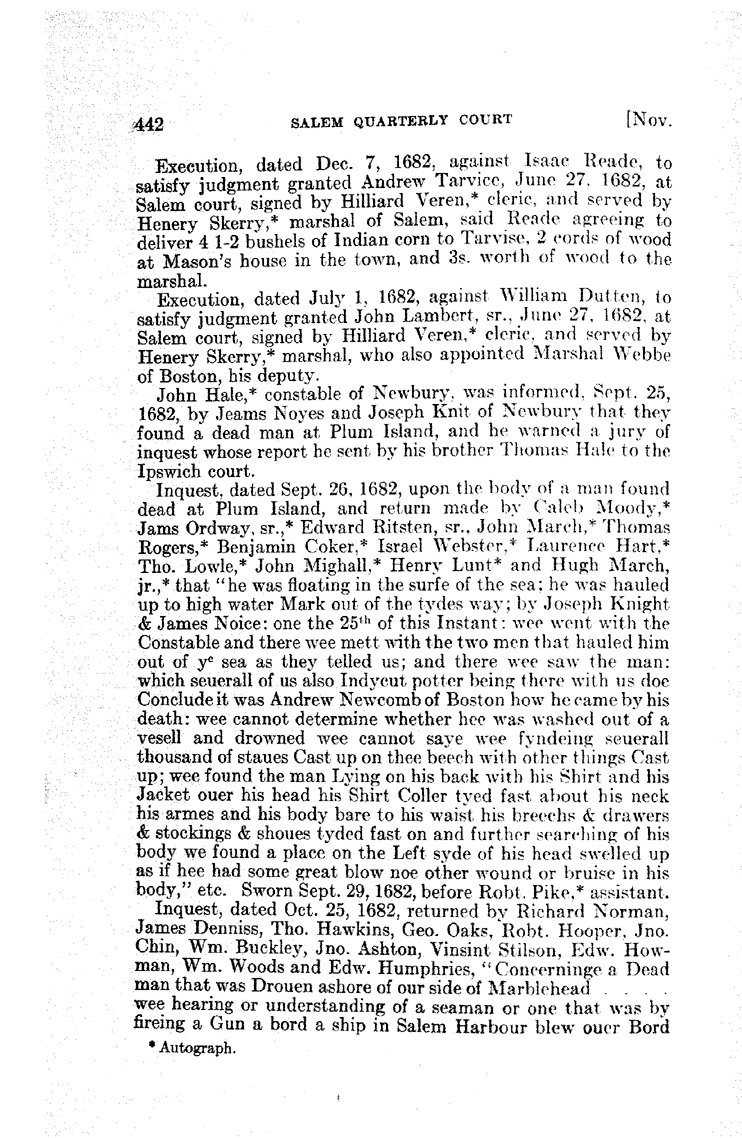 442 SALEM QUARTERLY COURT [Nov.
Execution, dated Dec. 7, 1682, against Isaac Reade, to
satisfy judgment granted Andrew Tarvice, June 27, 1682, at
Salem court, signed by Hilliard Veren,* cleric, and served by
Henery Skerry,* marshal of Salem, said Reade agreeing to
deliver 4 1-2 bushels of Indian corn to Tarvise, 2 cords of wood
at Mason's house in the town, and 3s. worth of wood to the
marshal.
Execution, dated July 1, 1682, against William Dutten, to
satisfy judgment granted John Lambert, sr., June 27, 1682, at
Salem court, signed by Hilliard Veren,* cleric, and served by
Henery Skerry,* marshal, who also appointed Marshal Webbe
of Boston, his deputy.
John Hale,* constable of Newbury, was informed, Sept. 25,
1682, by Jeams Noyes and Joseph Knit of Newbury that they
found a dead man at Plum Island, and he warned a jury of
inquest whose report he sent by his brother Thomas Hale to the
Ipswich court.
Inquest, dated Sept. 26, 1682, upon the body of a man found
dead at Plum Island, and return made by Caleb Moody,*
Jams Ordway, sr.,* Edward Ritsten, sr., John March,* Thomas
Rogers,* Benjamin Coker,* Israel Webster,* Laurence Hart,*
Tho. Lowle,* John Mighall,* Henry Lunt* and Hugh March,
jr.,* that "he was floating in the surfe of the sea; he was hauled
up to high water Mark out of the tydes way; by Joseph Knight
& James Noice: one the 25th of this Instant: wee went with the
Constable and there wee mett with the two men that hauled him
out of ye sea as they telled us; and there wee saw the man:
which seuerall of us also Indycut potter being there with us doe
Conclude it was Andrew Newcomb of Boston how he came by his
death: wee cannot determine whether hee was washed out of a
vesell and drowned wee cannot saye wee fyndeing seuerall
thousand of staues Cast up on thee beech with other things Cast
up; wee found the man Lying on his back with his Shirt and his
Jacket ouer his head his Shirt Coller tyed fast about his neck
his armes and his body bare to his waist his breechs & drawers
& stockings & shoues tyded fast on and further searching of his
body we found a place on the Left syde of his head swelled up
as if hee had some great blow noe other wound or bruise in his
body," etc. Sworn Sept. 29, 1682, before Robt. Pike,* assistant.
Inquest, dated Oct. 25, 1682, returned by Richard Norman,
James Denniss, Tho. Hawkins, Geo. Oaks, Robt. Hooper, Jno.
Chin, Wm. Buckley, Jno. Ashton, Vinsint Stilson, Edw. How-
man, Wm. Woods and Edw. Humphries, "Concerninge a Dead
man that was Drouen ashore of our side of Marblehead . . . .
wee hearing or understanding of a seaman or one that was by
fireing a Gun a bord a ship in Salem Harbour blew ouer Bord
* Autograph.